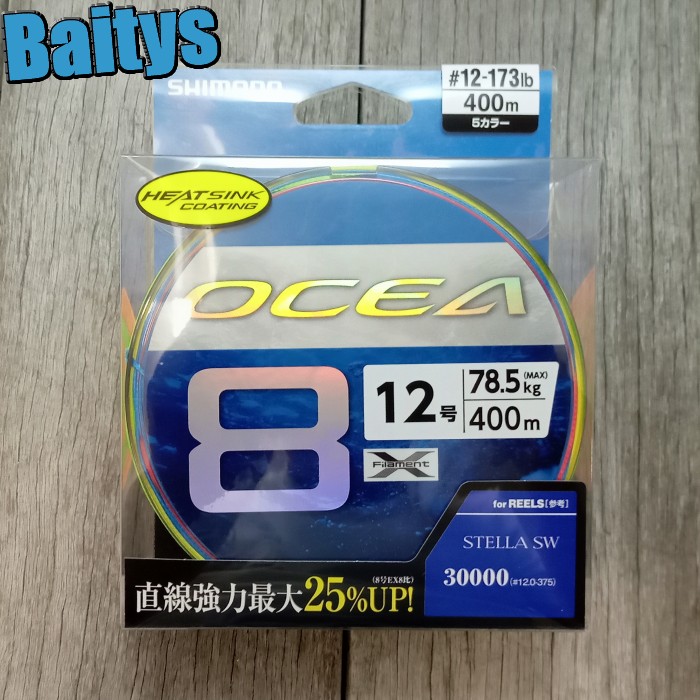 Baitys
SHIMANO
#12-173lb
400m
5カラー
HEATSINK
COATING
OCEA
8
12号
78.5kg
(MAX)
400m
X
Filament
for REELS[参考]
STELLA SW
30000(#12.0-375)
(8号EX8比)
直線強力最大25%UP!